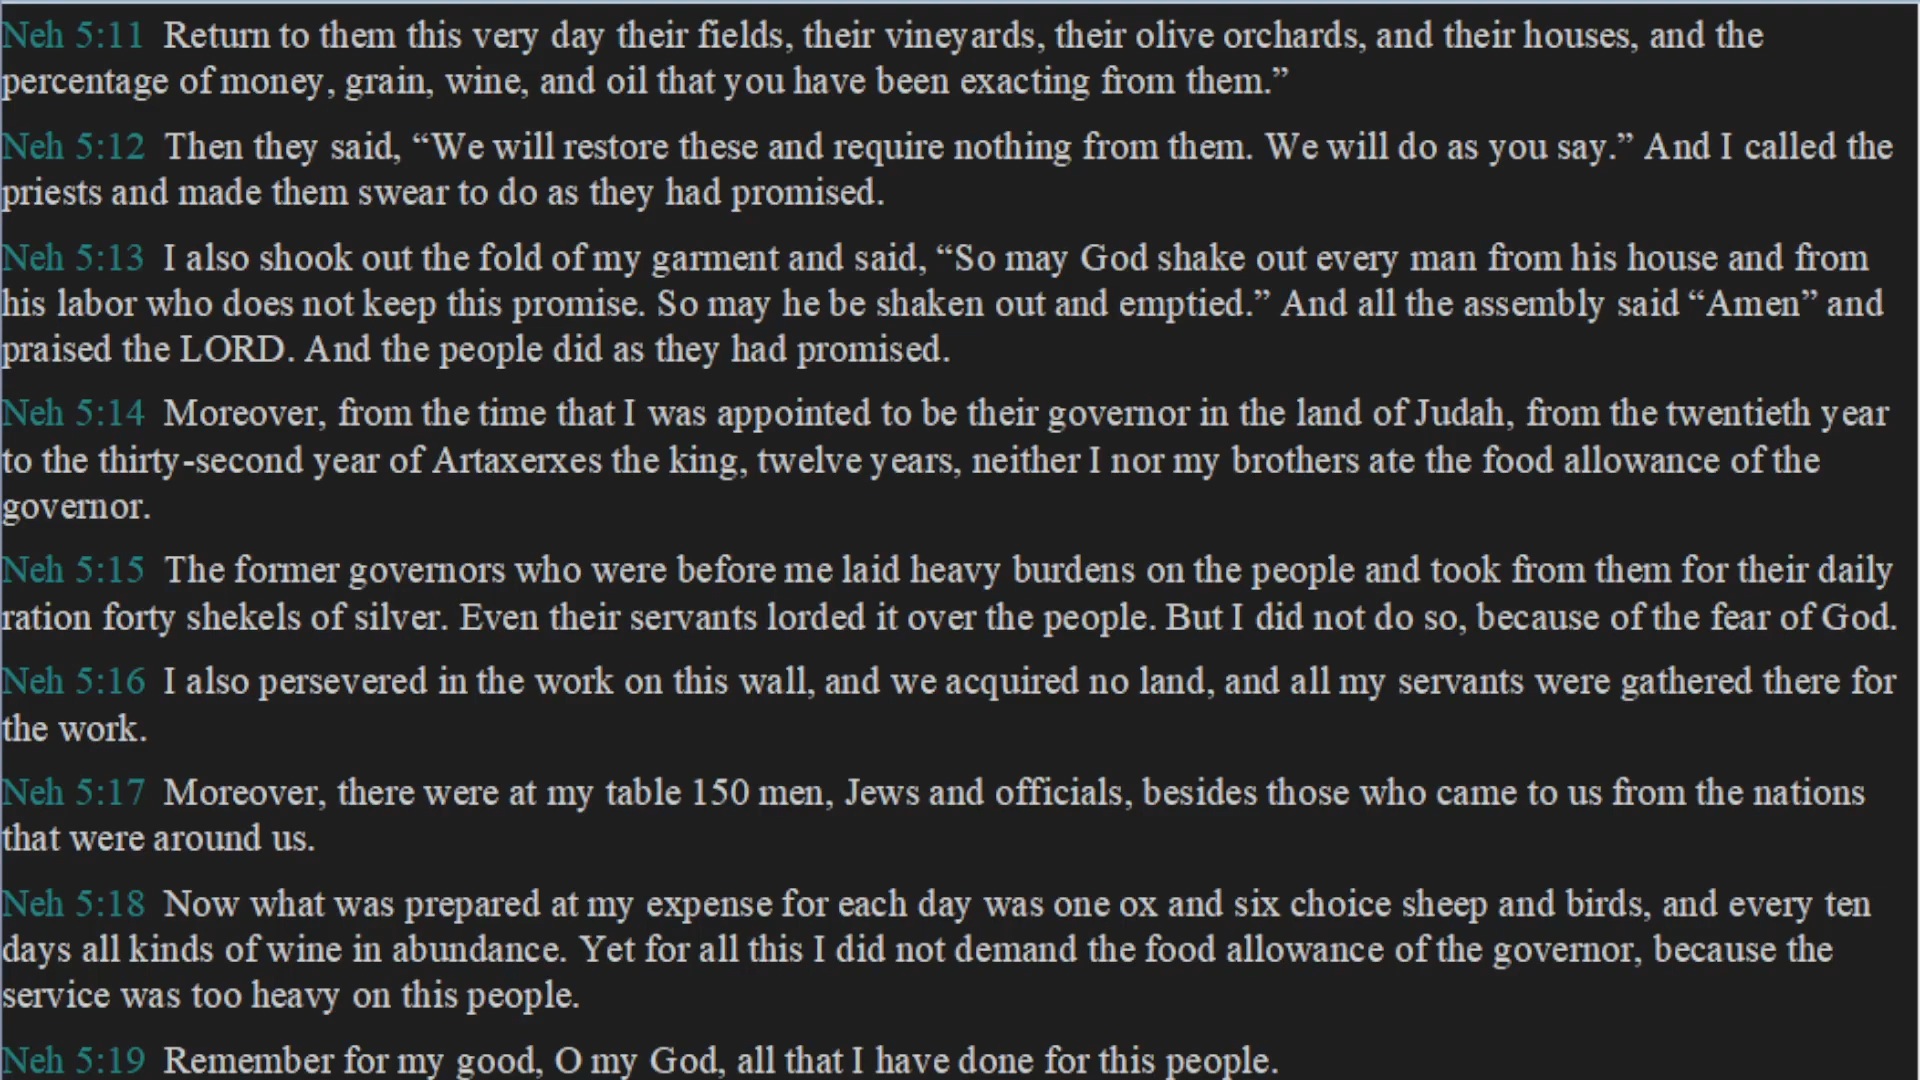 Neh 5:11 Return to them this very day their fields, their vineyards, their olive orchards, and their houses, and the
percentage of money, grain, wine, and oil that you have been exacting from them.”
Neh 5:12 Then they said, “We will restore these and require nothing from them. We will do as you say.” And I called the
priests and made them swear to do as they had promised.
Neh 5:13 I also shook out the fold of my garment and said, “So may God shake out every man from his house and from
his labor who does not keep this promise. So may he be shaken out and emptied.” And all the assembly said “Amen” and
praised the LORD. And the people did as they had promised.
Neh 5:14 Moreover, from the time that I was appointed to be their governor in the land of Judah, from the twentieth year
to the thirty-second year of Artaxerxes the king, twelve years, neither I nor my brothers ate the food allowance of the
governor.
Neh 5:15 The former governors who were before me laid heavy burdens on the people and took from them for their daily
ration forty shekels of silver. Even their servants lorded it over the people. But I did not do so, because of the fear of God.
Neh 5:16 I also persevered in the work on this wall, and we acquired no land, and all my servants were gathered there for
the work.
Neh 5:17 Moreover, there were at my table 150 men, Jews and officials, besides those who came to us from the nations
that were around us.
Neh 5:18 Now what was prepared at my expense for each day was one ox and six choice sheep and birds, and every ten
days all kinds of wine in abundance. Yet for all this I did not demand the food allowance of the governor, because the
service was too heavy on this people.
Neh 5:19 Remember for my good, O my God, all that I have done for this people.